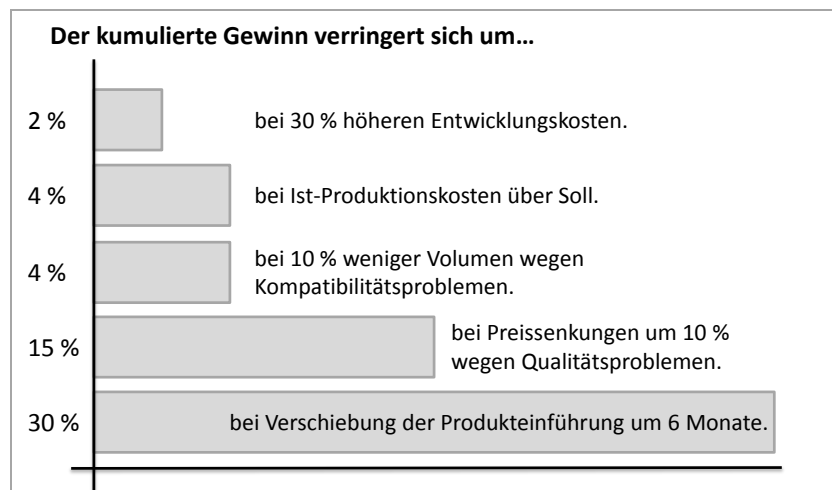 Der kumulierte Gewinn verringert sich um…
2 %
bei 30 % höheren Entwicklungskosten.
4 %
bei Ist-Produktionskosten über Soll.
4 %
bei 10 % weniger Volumen wegen
Kompatibilitätsproblemen.
15 %
bei Preissenkungen um 10 %
wegen Qualitätsproblemen.
30 %
bei Verschiebung der Produkteinführung um 6 Monate.